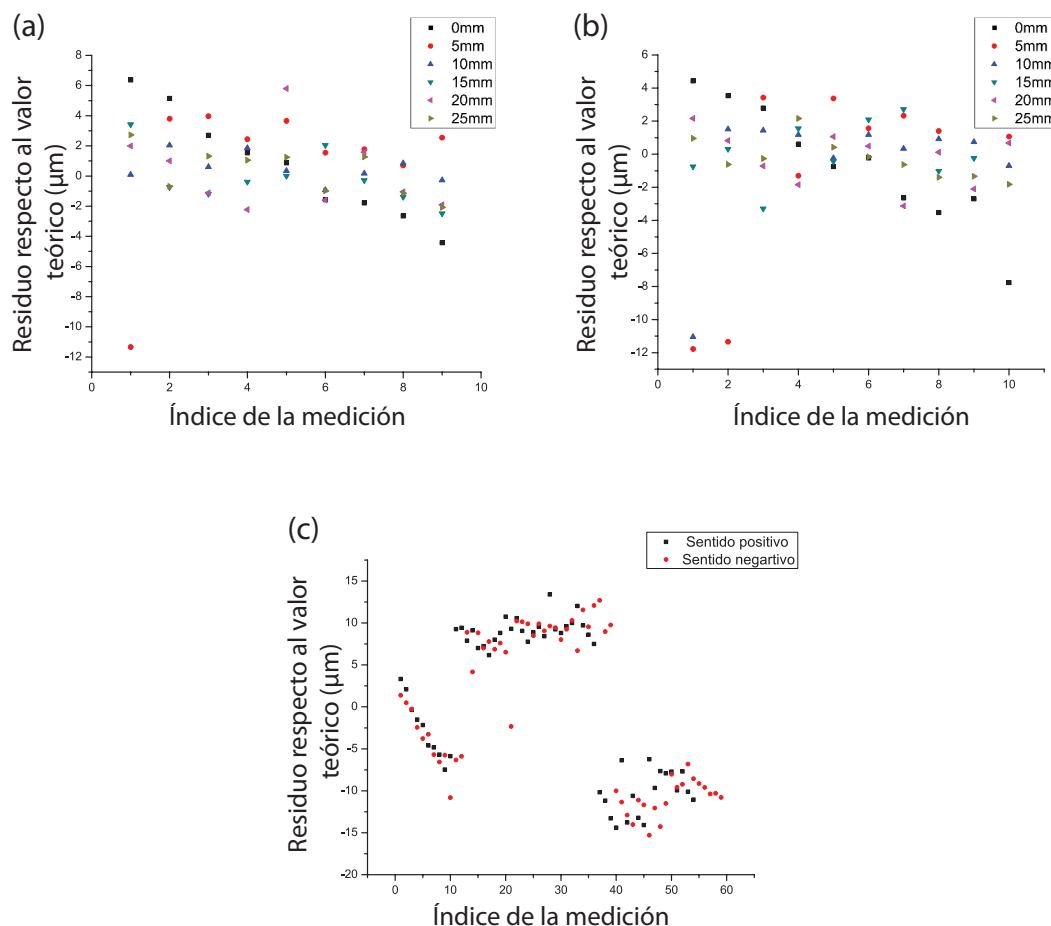 (a)
0mm
5mm
10mm
15mm
20mm
25mm
8
6
4
2
0
-2
-4
-6
-8
-10
-12
0
2
4
6
8
10
Residuo respecto al valor
teórico (μm)
Índice de la medición
(b)
0mm
5mm
10mm
15mm
20mm
25mm
6
4
2
0
-2
-4
-6
-8
-10
-12
0
2
4
6
8
10
Residuo respecto al valor
teórico (μm)
Índice de la medición
(c)
Sentido positivo
Sentido negartivo
15
10
5
0
-5
-10
-15
-20
0
10
20
30
40
50
60
Residuo respecto al valor
teórico (μm)
Índice de la medición